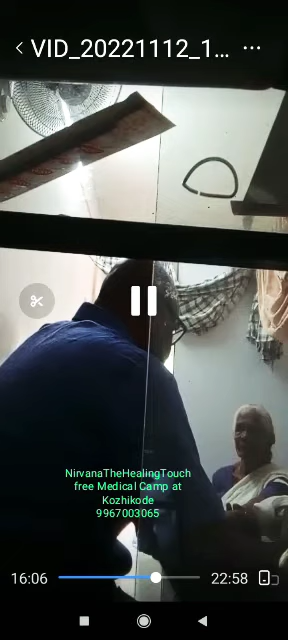 VID_20221112_1...
NirvanaTheHealingTouch
free Medical Camp at
Kozhikode
9967003065
16:06
22:58